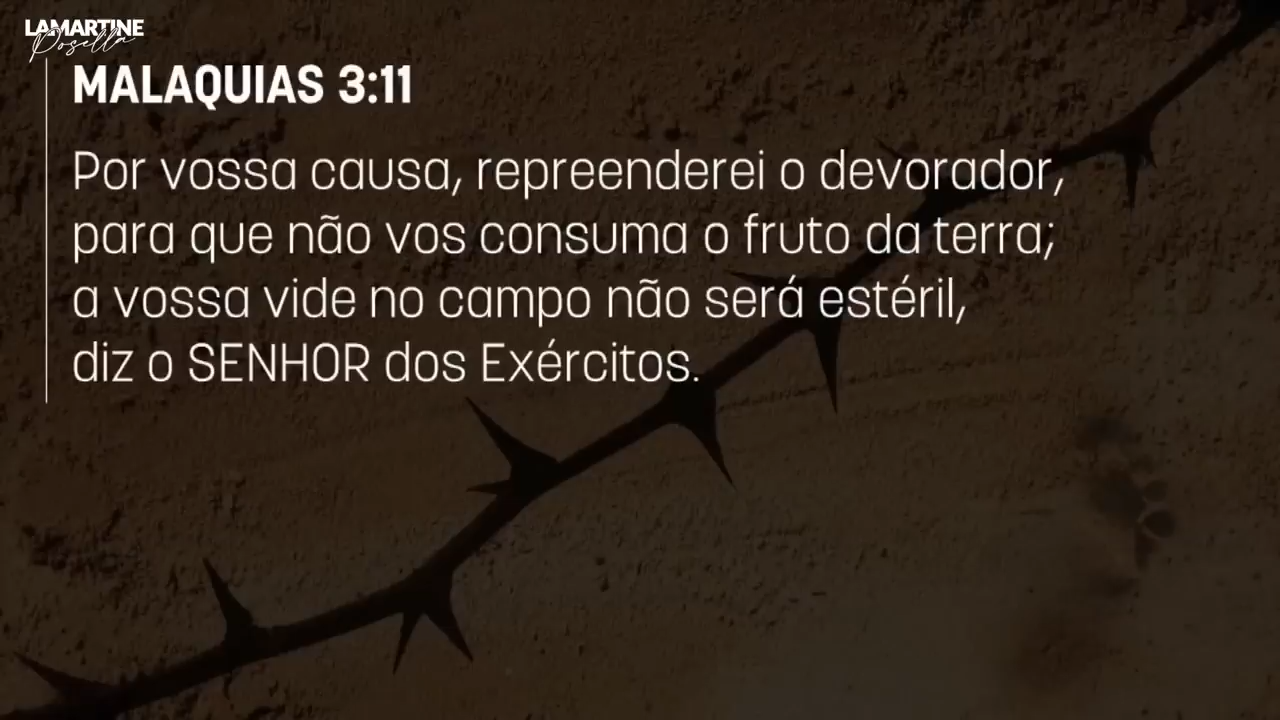 LAMARTINE
Posella
MALAQUIAS 3:11
Por vossa causa, repreenderei o devorador,
para que não vos consuma o fruto da terra;
a vossa vide no campo não será estéril,
diz o SENHOR dos Exércitos.